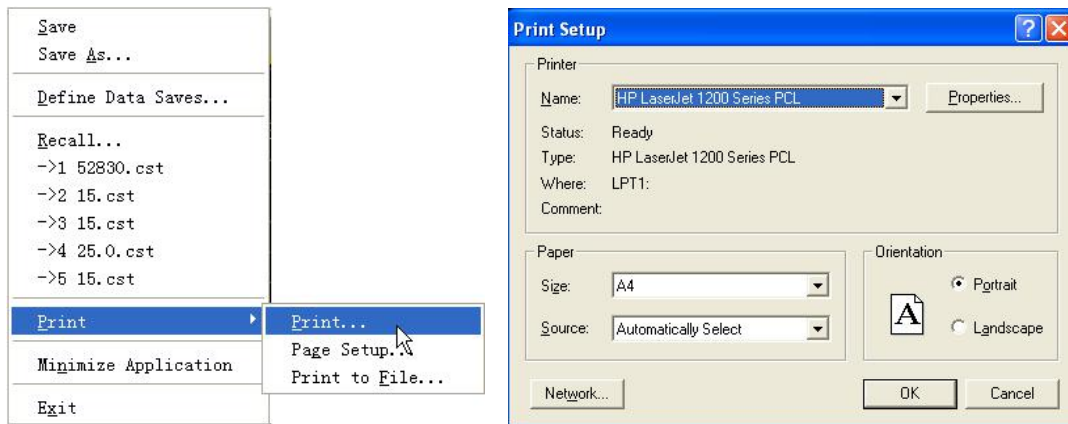 Save
Save As...
Define Data Saves...
Recall...
->1 52830.cst
->2 15.cst
->3 15.cst
->4 25.0.cst
->5 15.cst
Print
Minimize Application
Exit
Print...
Page Setup...
Print to File...
Print Setup
Printer
Name: HP LaserJet 1200 Series PCL Properties...
Status: Ready
Type: HP LaserJet 1200 Series PCL
Where: LPT1:
Comment:
Paper
Size: A4
Source: Automatically Select
Orientation
A
Portrait
Landscape
Network... OK Cancel